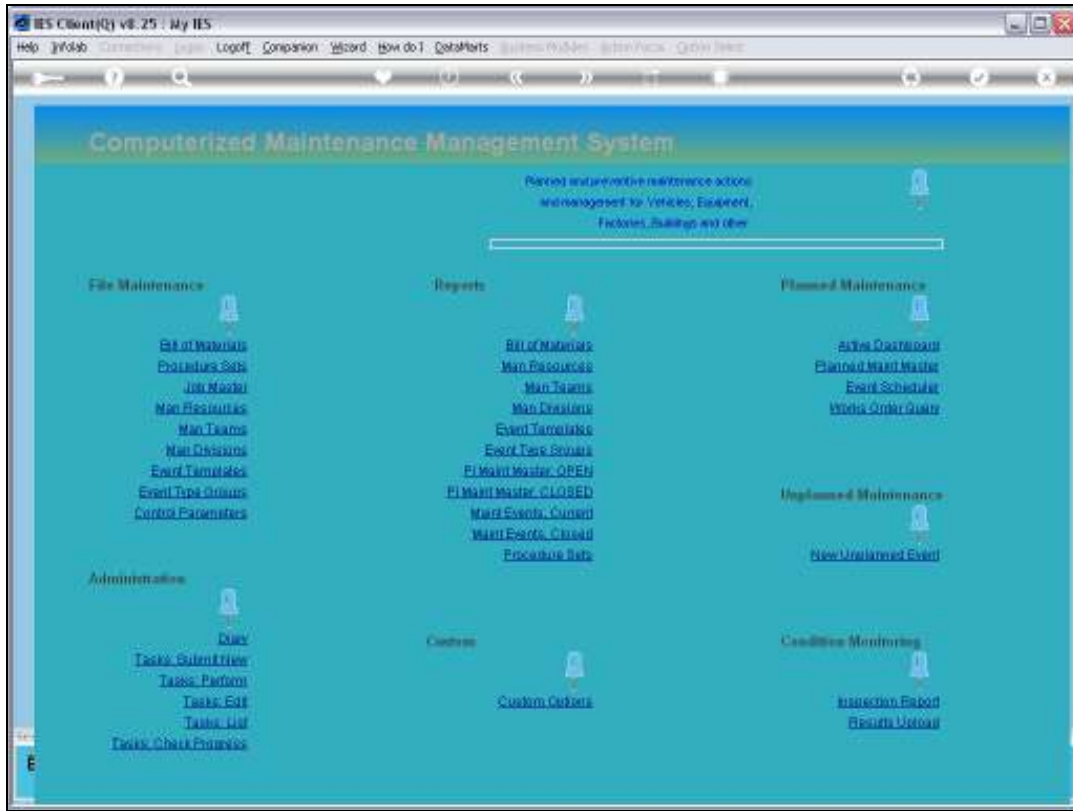 IES Client(Q) v8.25 : My IES
Help Infolab Connections Logon Logoff Companion Wizard How do I DataMarts
Computerized Maintenance Management System
Planned and preventive maintenance actions
and management for Vehicles, Equipment,
Factories, Buildings and other
File Maintenance
Bill of Materials
Procedure Sets
Job Master
Man Resources
Man Teams
Man Divisions
Event Templates
Event Type Groups
Control Parameters
Administration
Diary
Tasks: Submit New
Tasks: Perform
Tasks: Edit
Tasks: List
Tasks: Check Progress
Reports
Bill of Materials
Man Resources
Man Teams
Man Divisions
Event Templates
Event Type Groups
Pl Maint Master, OPEN
Pl Maint Master, CLOSED
Maint Events, Current
Maint Events, Closed
Procedure Sets
Custom
Custom Options
Planned Maintenance
Active Dashboard
Planned Maint Master
Event Scheduler
Works Order Query
Unplanned Maintenance
New Unplanned Event
Condition Monitoring
Inspection Report
Results Upload